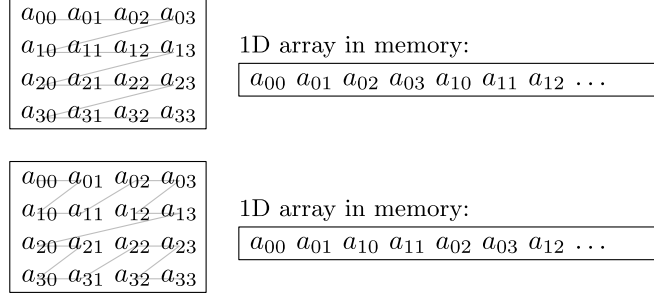 a₀₀ a₀₁ a₀₂ a₀₃
a₁₀ a₁₁ a₁₂ a₁₃
a₂₀ a₂₁ a₂₂ a₂₃
a₃₀ a₃₁ a₃₂ a₃₃
1D array in memory:
a₀₀ a₀₁ a₀₂ a₀₃ a₁₀ a₁₁ a₁₂ …
a₀₀ a₀₁ a₀₂ a₀₃
a₁₀ a₁₁ a₁₂ a₁₃
a₂₀ a₂₁ a₂₂ a₂₃
a₃₀ a₃₁ a₃₂ a₃₃
1D array in memory:
a₀₀ a₀₁ a₁₀ a₁₁ a₀₂ a₀₃ a₁₂ …